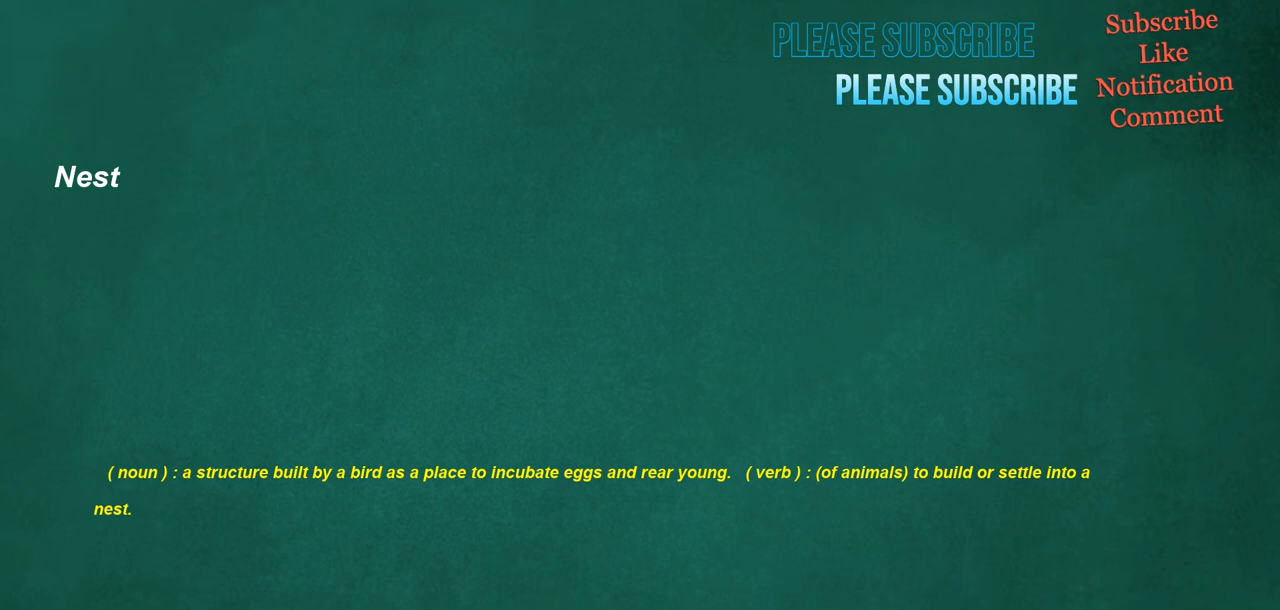 PLEASE SUBSCRIBE
PLEASE SUBSCRIBE
Subscribe
Like
Notification
Comment
Nest
( noun ) : a structure built by a bird as a place to incubate eggs and rear young. ( verb ) : (of animals) to build or settle into a
nest.